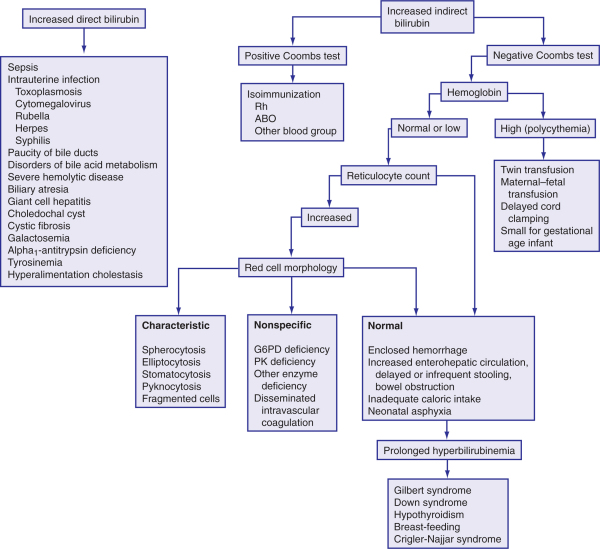 Increased direct bilirubin
Sepsis
Intrauterine infection
Toxoplasmosis
Cytomegalovirus
Rubella
Herpes
Syphilis
Paucity of bile ducts
Disorders of bile acid metabolism
Severe hemolytic disease
Biliary atresia
Giant cell hepatitis
Choledochal cyst
Cystic fibrosis
Galactosemia
Alpha₁-antitrypsin deficiency
Tyrosinemia
Hyperalimentation cholestasis
Increased indirect
bilirubin
Positive Coombs test
Negative Coombs test
Isoimmunization
Rh
ABO
Other blood group
Hemoglobin
Normal or low
High (polycythemia)
Twin transfusion
Maternal–fetal
transfusion
Delayed cord
clamping
Small for gestational
age infant
Reticulocyte count
Increased
Red cell morphology
Characteristic
Spherocytosis
Elliptocytosis
Stomatocytosis
Pyknocytosis
Fragmented cells
Nonspecific
G6PD deficiency
PK deficiency
Other enzyme
deficiency
Disseminated
intravascular
coagulation
Normal
Enclosed hemorrhage
Increased enterohepatic circulation,
delayed or infrequent stooling,
bowel obstruction
Inadequate caloric intake
Neonatal asphyxia
Prolonged hyperbilirubinemia
Gilbert syndrome
Down syndrome
Hypothyroidism
Breast-feeding
Crigler-Najjar syndrome